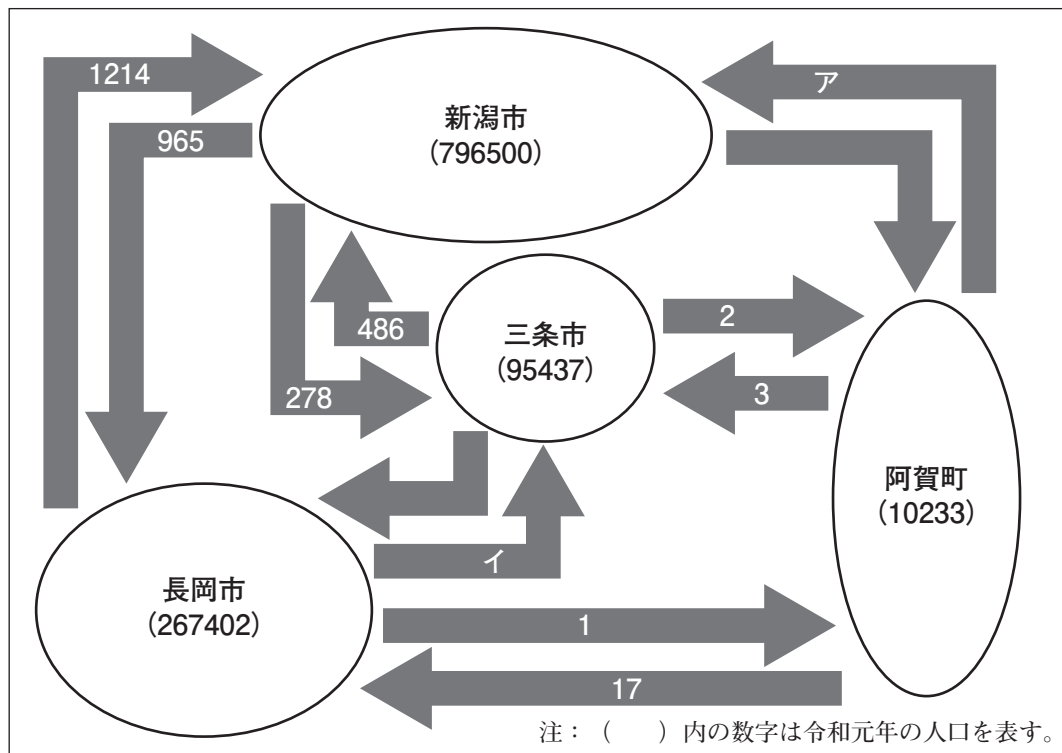 1214
ア
新潟市
(796500)
965
486
三条市
(95437)
2
278
3
阿賀町
(10233)
イ
長岡市
(267402)
1
17
注：(　　)内の数字は令和元年の人口を表す。